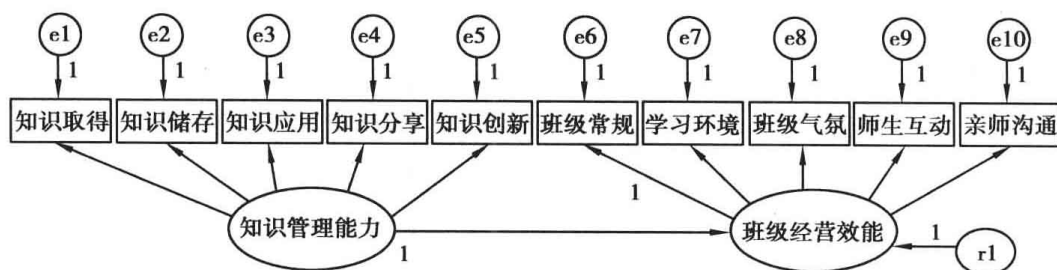 e1 e2 e3 e4 e5 e6 e7 e8 e9 e10
1 1 1 1 1 1 1 1 1 1
知识取得 知识储存 知识应用 知识分享 知识创新 班级常规 学习环境 班级气氛 师生互动 亲师沟通
1
知识管理能力 班级经营效能
1 1
r1